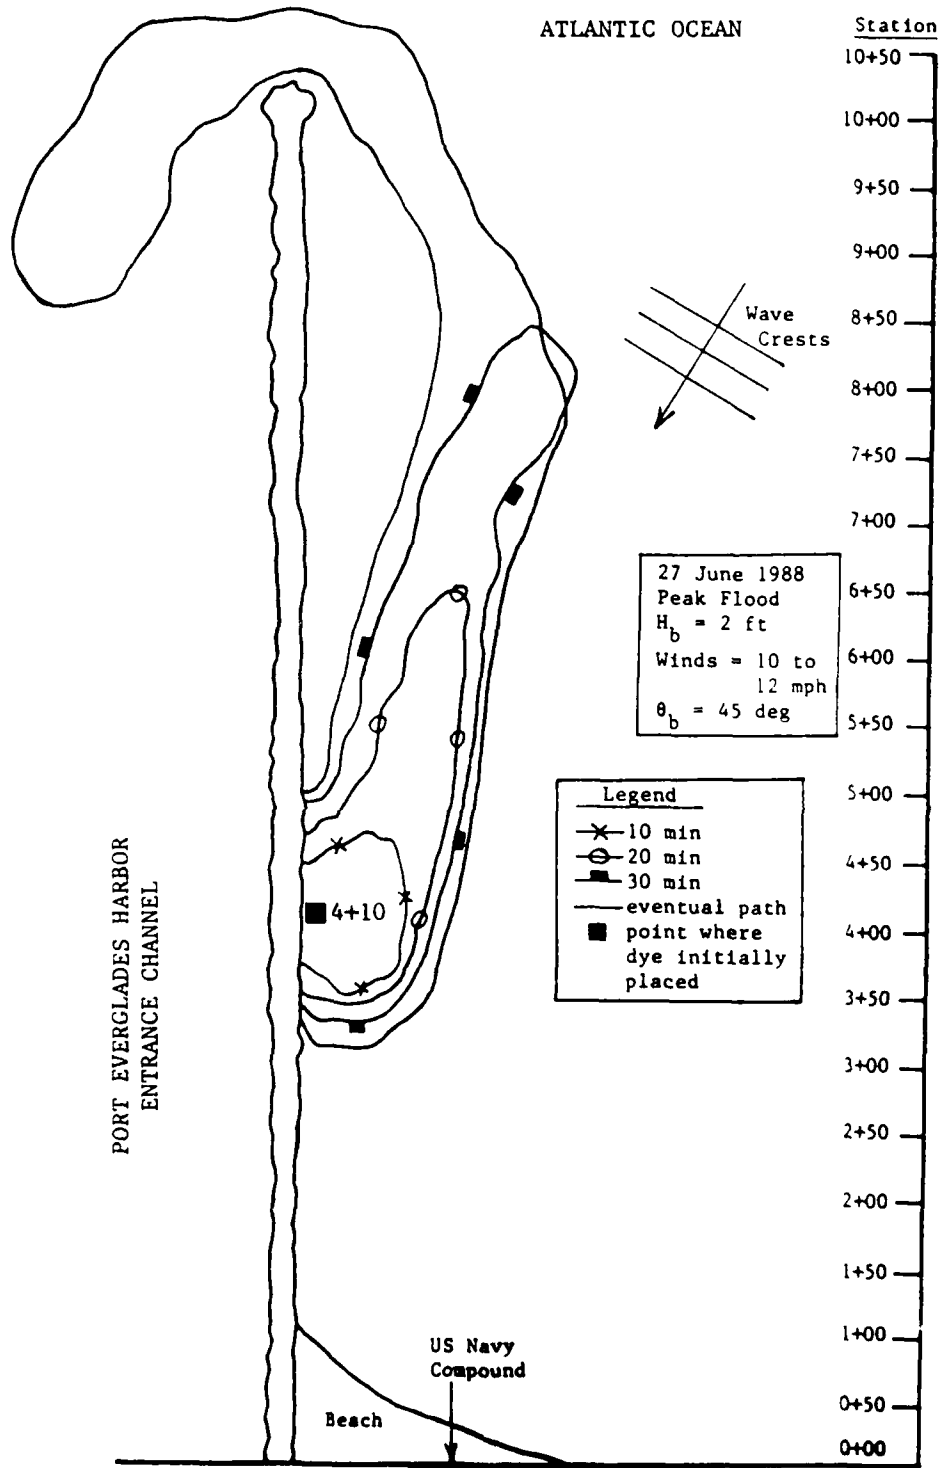 ATLANTIC OCEAN
Station
10+50
10+00
9+50
9+00
8+50
8+00
7+50
7+00
6+50
6+00
5+50
5+00
4+50
4+00
3+50
3+00
2+50
2+00
1+50
1+00
0+50
0+00
Wave
Crests
27 June 1988
Peak Flood
H_b = 2 ft
Winds = 10 to
12 mph
θ_b = 45 deg
Legend
10 min
20 min
30 min
eventual path
point where
dye initially
placed
4+10
PORT EVERGLADES HARBOR
ENTRANCE CHANNEL
US Navy
Compound
Beach